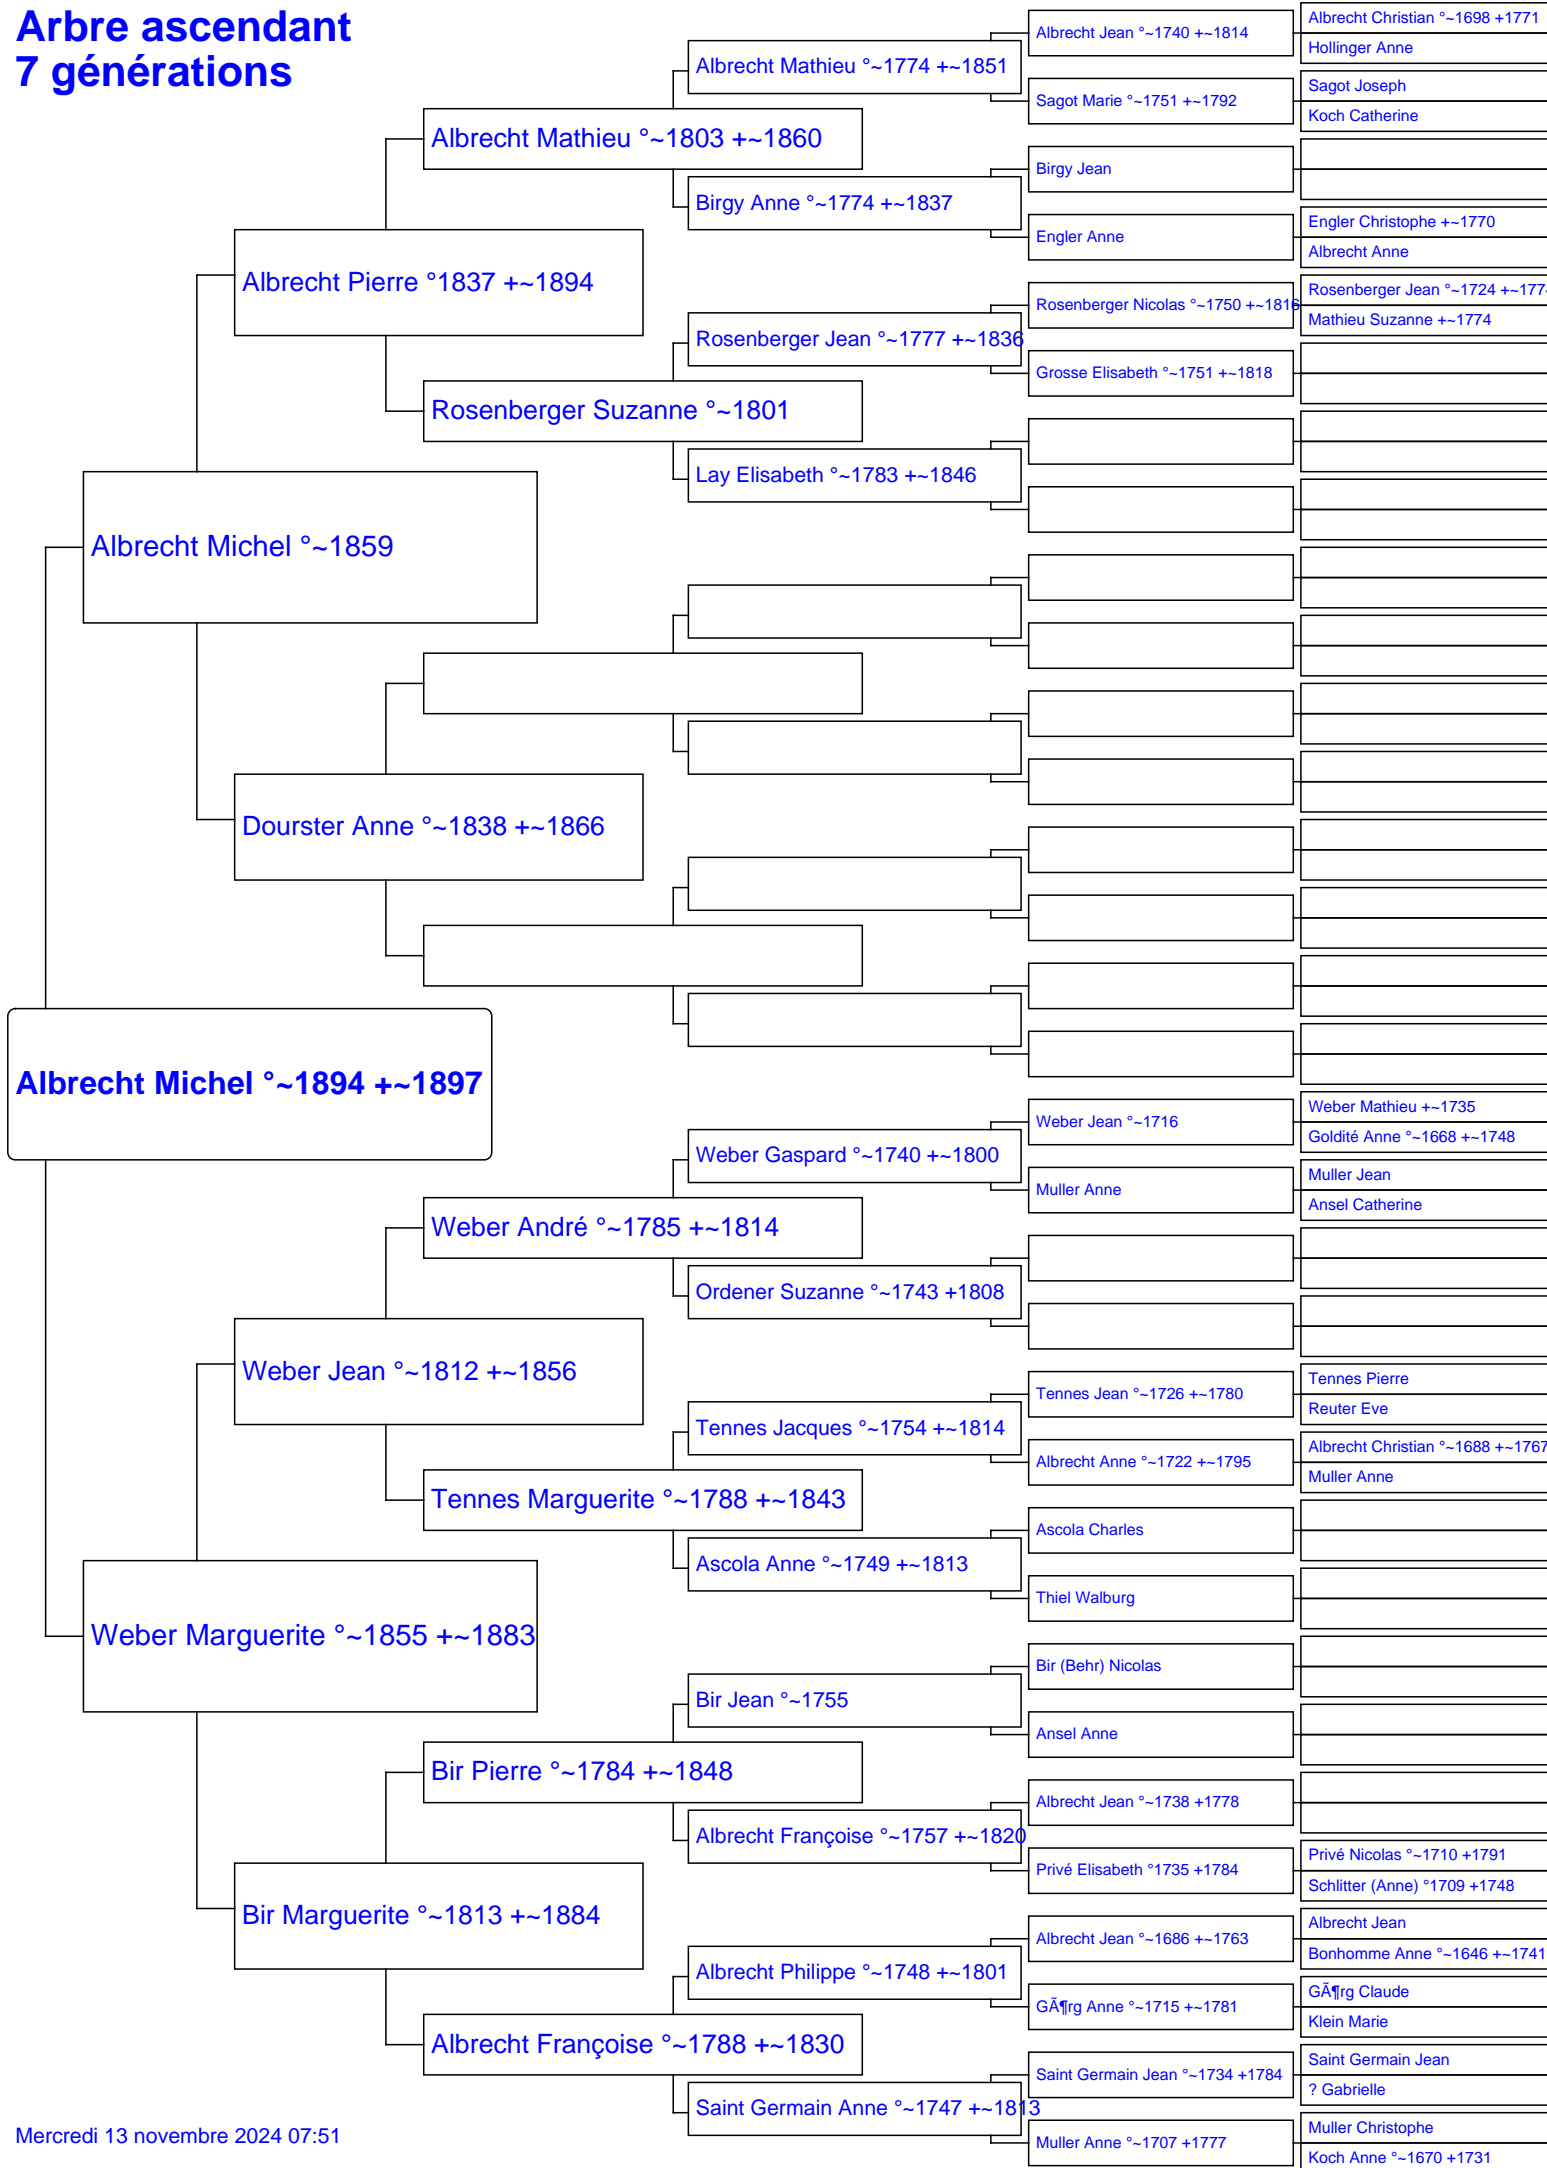 Arbre ascendant
7 générations
Albrecht Christian °~1698 +1771
Albrecht Jean °~1740 +~1814
Hollinger Anne
Albrecht Mathieu °~1774 +~1851
Sagot Joseph
Sagot Marie °~1751 +~1792
Koch Catherine
Albrecht Mathieu °~1803 +~1860
Birgy Jean
Birgy Anne °~1774 +~1837
Engler Christophe +~1770
Engler Anne
Albrecht Anne
Albrecht Pierre °1837 +~1894
Rosenberger Jean °~1724 +~177
Rosenberger Nicolas °~1750 +~1816
Mathieu Suzanne +~1774
Rosenberger Jean °~1777 +~1836
Grosse Elisabeth °~1751 +~1818
Rosenberger Suzanne °~1801
Lay Elisabeth °~1783 +~1846
Albrecht Michel °~1859
Dourster Anne °~1838 +~1866
Albrecht Michel °~1894 +~1897
Weber Mathieu +~1735
Weber Jean °~1716
Goldité Anne °~1668 +~1748
Weber Gaspard °~1740 +~1800
Muller Jean
Muller Anne
Ansel Catherine
Weber André °~1785 +~1814
Ordener Suzanne °~1743 +1808
Weber Jean °~1812 +~1856
Tennes Pierre
Tennes Jean °~1726 +~1780
Reuter Eve
Tennes Jacques °~1754 +~1814
Albrecht Christian °~1688 +~1767
Albrecht Anne °~1722 +~1795
Muller Anne
Tennes Marguerite °~1788 +~1843
Ascola Charles
Ascola Anne °~1749 +~1813
Thiel Walburg
Weber Marguerite °~1855 +~1883
Bir (Behr) Nicolas
Bir Jean °~1755
Ansel Anne
Bir Pierre °~1784 +~1848
Albrecht Jean °~1738 +1778
Albrecht Françoise °~1757 +~1820
Privé Nicolas °~1710 +1791
Privé Elisabeth °1735 +1784
Schlitter (Anne) °1709 +1748
Bir Marguerite °~1813 +~1884
Albrecht Jean
Albrecht Jean °~1686 +~1763
Bonhomme Anne °~1646 +~1741
Albrecht Philippe °~1748 +~1801
GÃ¶rg Claude
GÃ¶rg Anne °~1715 +~1781
Klein Marie
Albrecht Françoise °~1788 +~1830
Saint Germain Jean
Saint Germain Jean °~1734 +1784
? Gabrielle
Saint Germain Anne °~1747 +~1813
Muller Christophe
Muller Anne °~1707 +1777
Koch Anne °~1670 +1731
Mercredi 13 novembre 2024 07:51